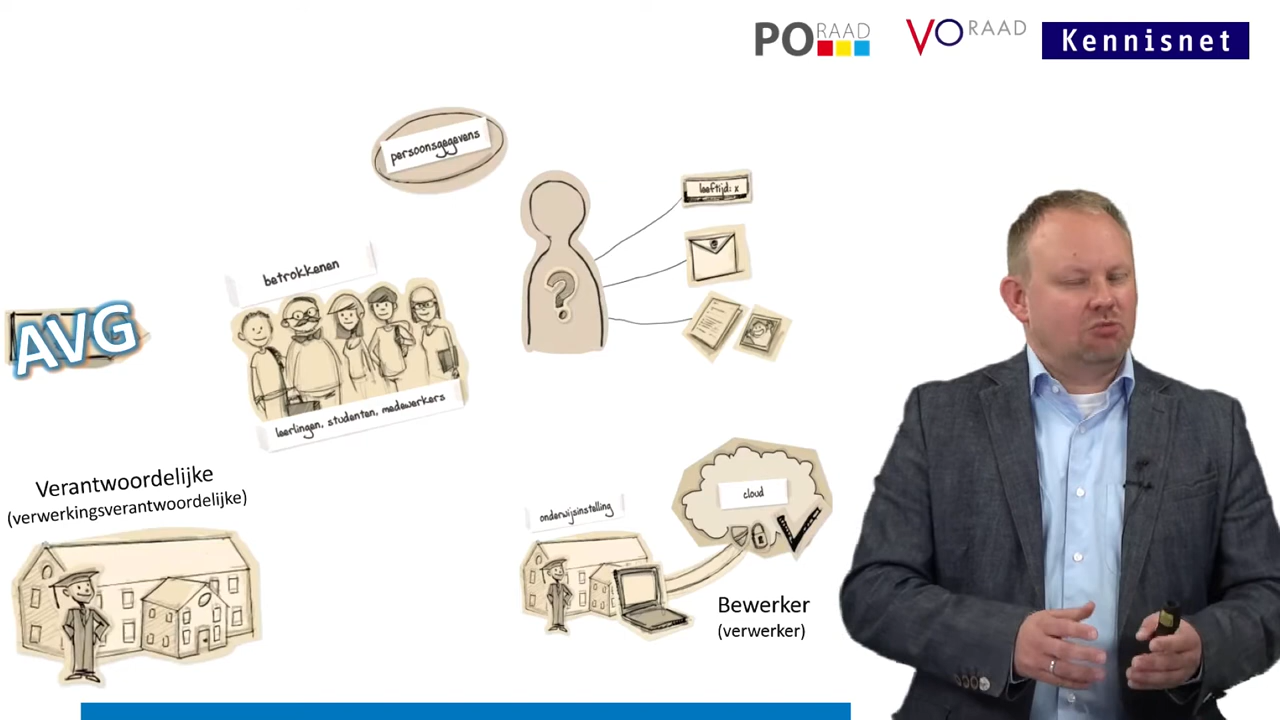 PO RAAD
VO RAAD
Kennisnet
persoonsgegevens
leeftijd: x
betrokkenen
AVG
leerlingen, studenten, medewerkers
Verantwoordelijke
(verwerkingsverantwoordelijke)
cloud
onderwijsinstelling
Bewerker
(verwerker)